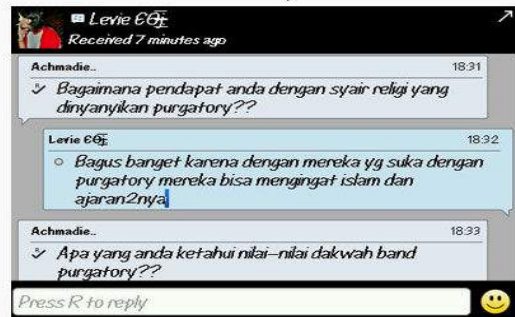 Levie ЄѲ
Received 7 minutes ago
Achmadie.. 18:31
Bagaimana pendapat anda dengan syair religi yang
dinyanyikan purgatory??
Levie ЄѲ 18:32
Bagus banget karena dengan mereka yg suka dengan
purgatory mereka bisa mengingat islam dan
ajaran2nya
Achmadie.. 18:33
Apa yang anda ketahui nilai-nilai dakwah band
purgatory??
Press R to reply